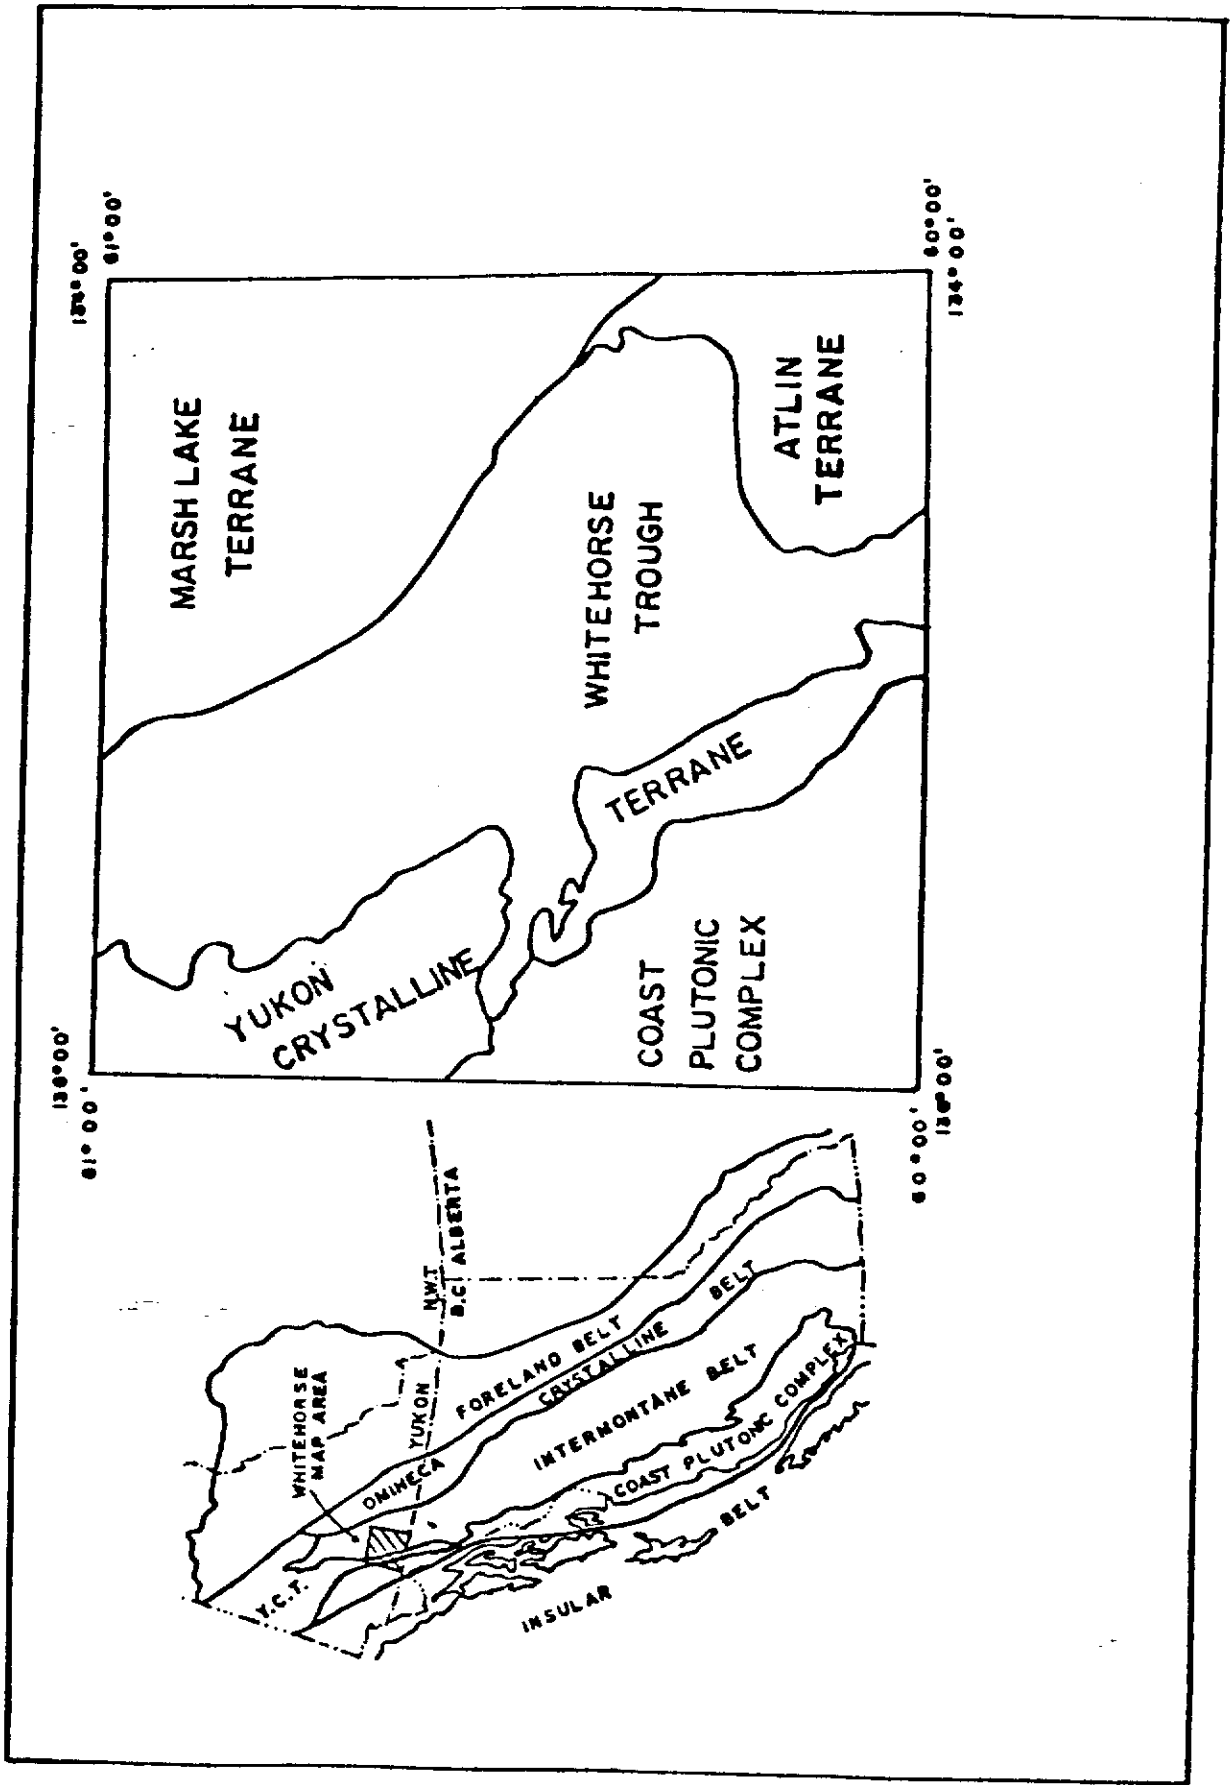 WHITEHORSE
MAP AREA
Y.C.T.
YUKON
N.W.T
B.C. ALBERTA
FORELAND BELT
OMINECA
CRYSTALLINE
BELT
INTERMONTANE BELT
COAST PLUTONIC COMPLEX
INSULAR
BELT
136°00'
61°00'
134°00'
61°00'
MARSH LAKE
TERRANE
YUKON
CRYSTALLINE
TERRANE
WHITEHORSE
TROUGH
ATLIN
TERRANE
COAST
PLUTONIC
COMPLEX
60°00'
136°00'
60°00'
134°00'